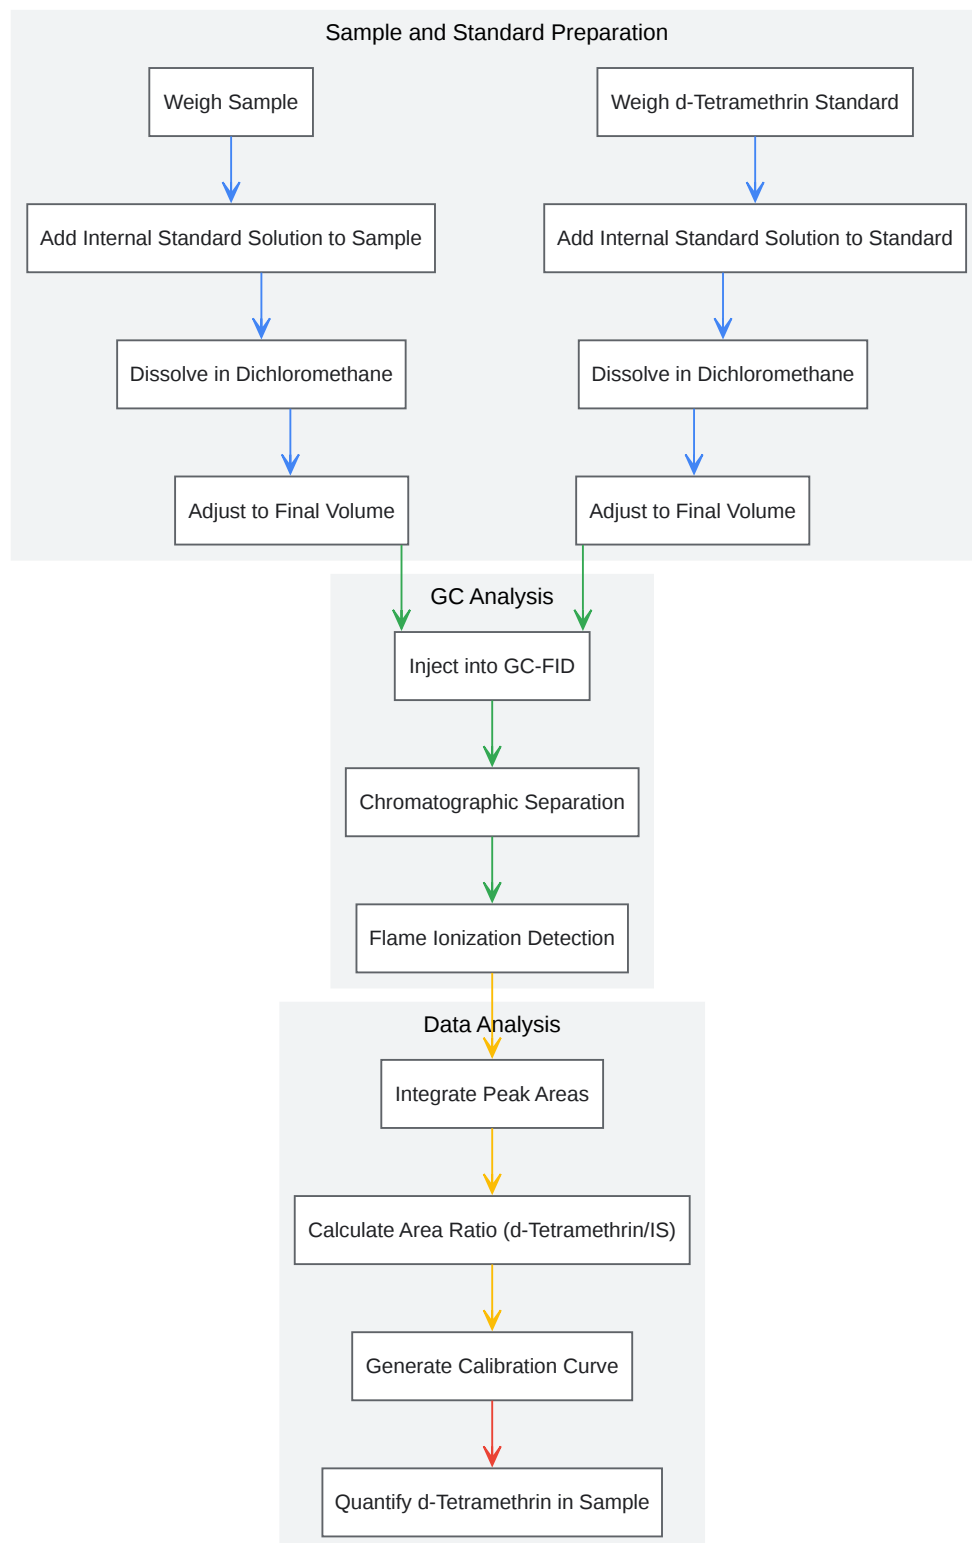 Sample and Standard Preparation
Weigh Sample
Weigh d-Tetramethrin Standard
Add Internal Standard Solution to Sample
Add Internal Standard Solution to Standard
Dissolve in Dichloromethane
Dissolve in Dichloromethane
Adjust to Final Volume
Adjust to Final Volume
GC Analysis
Inject into GC-FID
Chromatographic Separation
Flame Ionization Detection
Data Analysis
Integrate Peak Areas
Calculate Area Ratio (d-Tetramethrin/IS)
Generate Calibration Curve
Quantify d-Tetramethrin in Sample